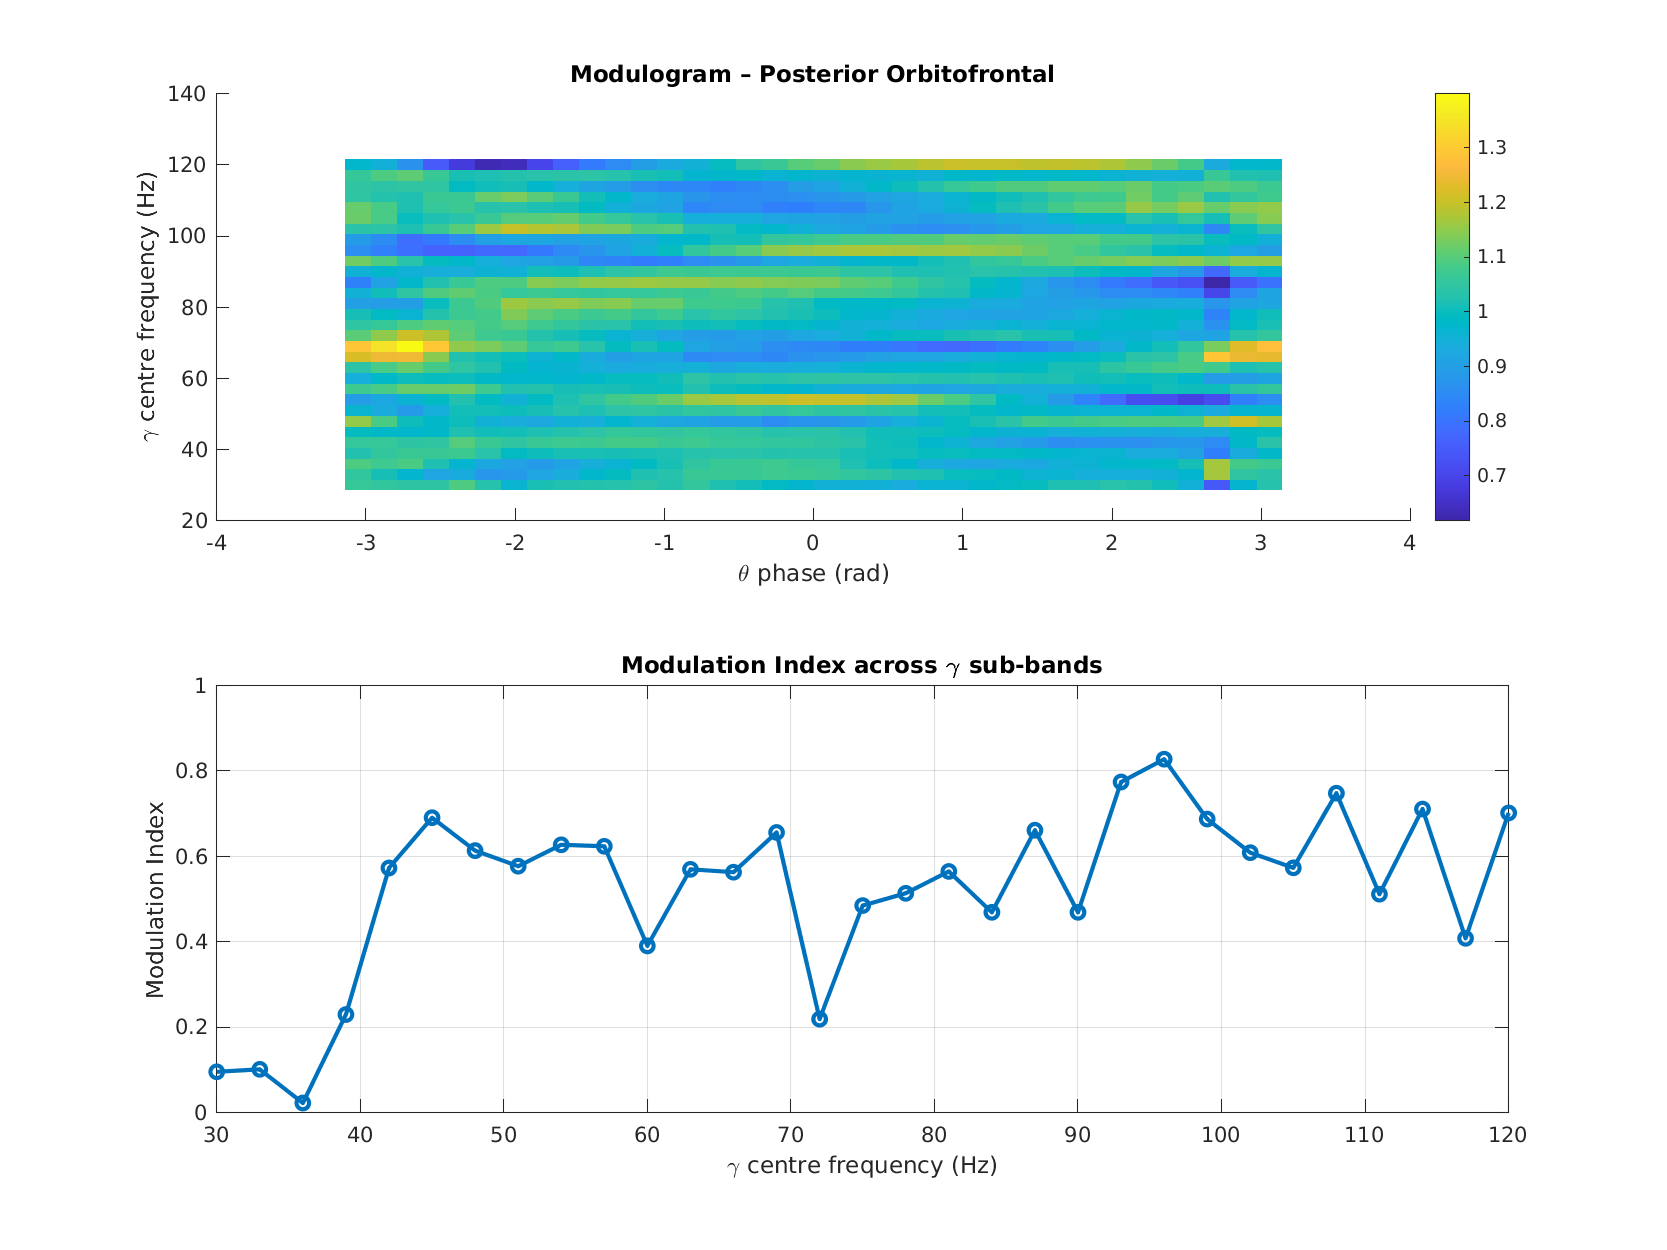 Modulogram – Posterior Orbitofrontal
140
120
100
80
60
40
20
γ centre frequency (Hz)
-4 -3 -2 -1 0 1 2 3 4
θ phase (rad)
1.3
1.2
1.1
1
0.9
0.8
0.7
Modulation Index across γ sub-bands
1
0.8
0.6
0.4
0.2
0
Modulation Index
30 40 50 60 70 80 90 100 110 120
γ centre frequency (Hz)